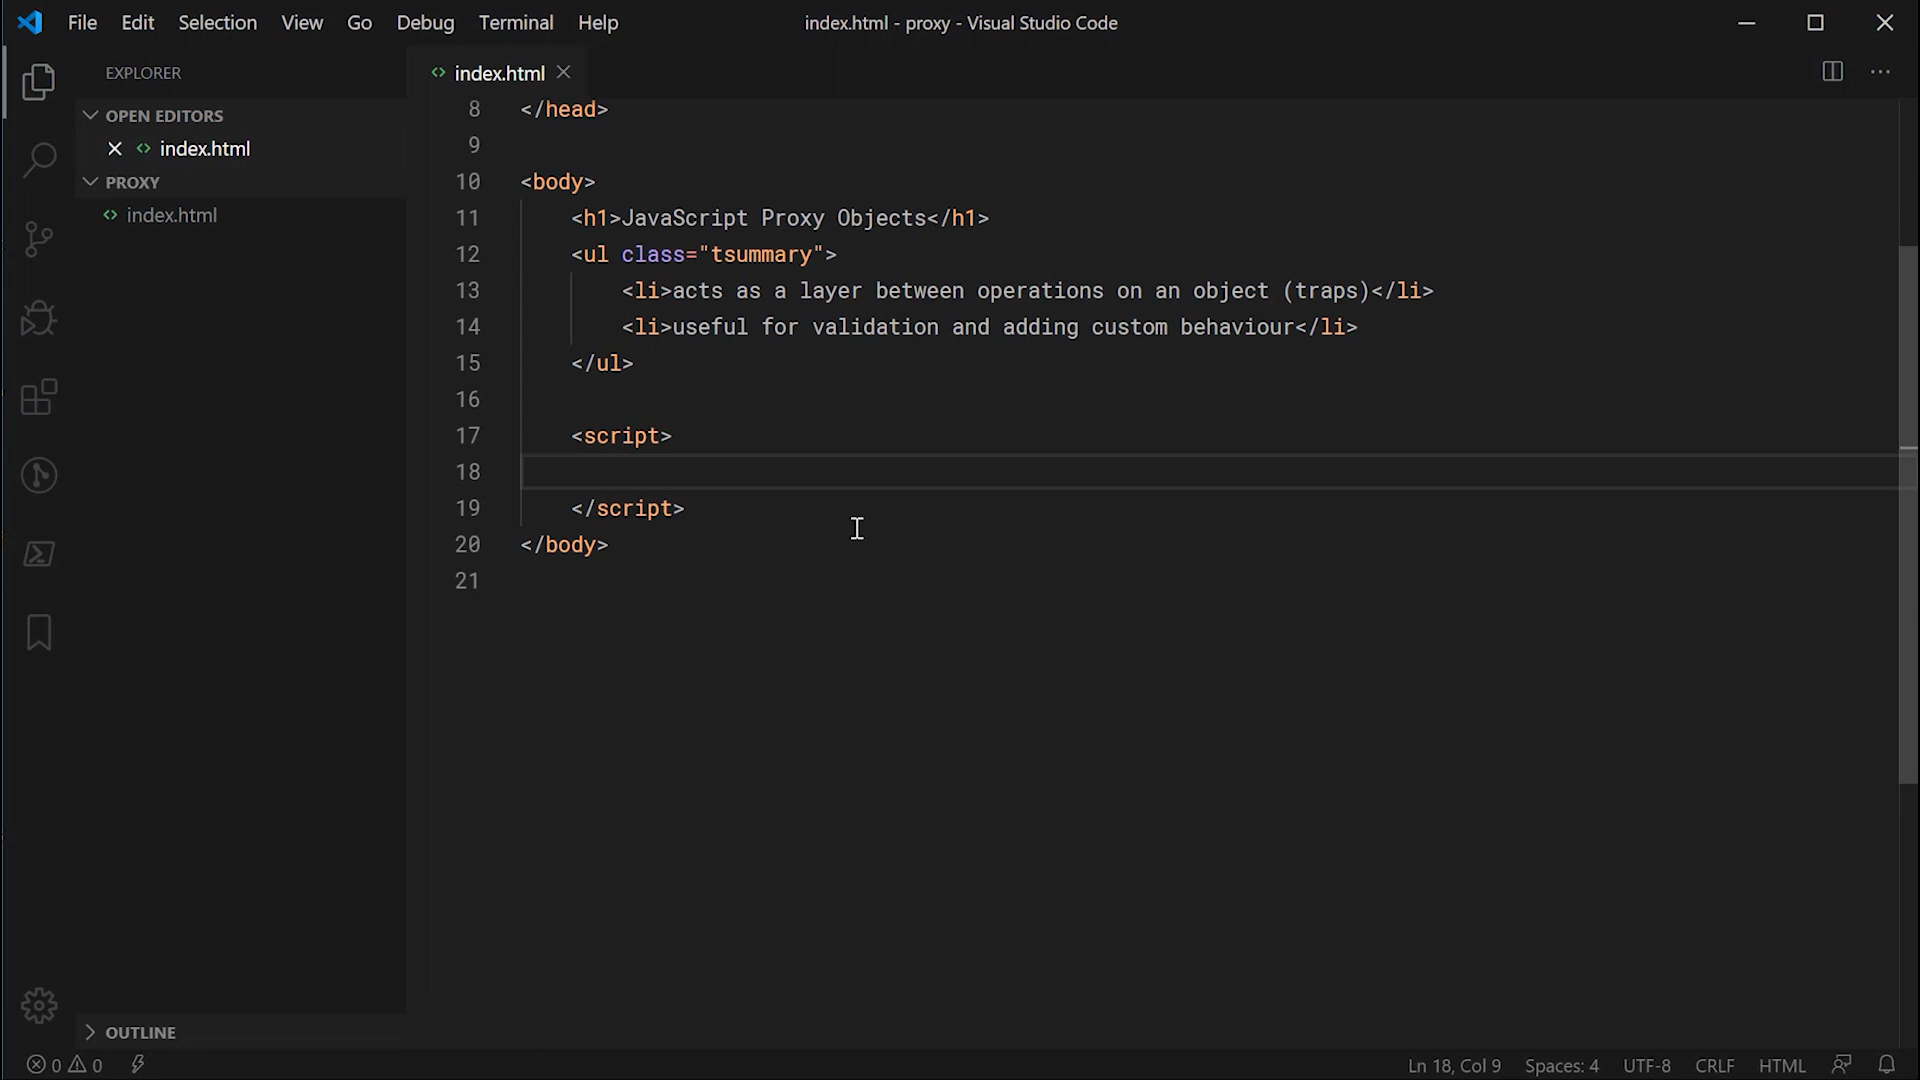 File Edit Selection View Go Debug Terminal Help index.html - proxy - Visual Studio Code
EXPLORER
OPEN EDITORS
index.html
PROXY
index.html
OUTLINE
index.html
8 </head>
9
10 <body>
11 <h1>JavaScript Proxy Objects</h1>
12 <ul class="tsummary">
13 <li>acts as a layer between operations on an object (traps)</li>
14 <li>useful for validation and adding custom behaviour</li>
15 </ul>
16
17 <script>
18
19 </script>
20 </body>
21
0 0 Ln 18, Col 9 Spaces: 4 UTF-8 CRLF HTML